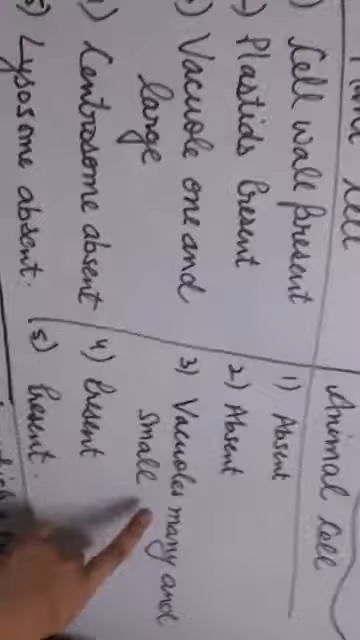 Plant Cell
Animal Cell
1) Cell wall Present
1) Absent
2) Plastids Present
2) Absent
3) Vacuole one and
large
3) Vacuoles many and
small
4) Centrosome absent
4) Present
5) Lysosome absent.
5) Present.